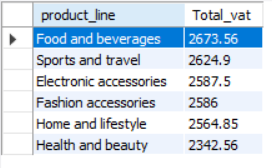 product_line Total_vat
Food and beverages 2673.56
Sports and travel 2624.9
Electronic accessories 2587.5
Fashion accessories 2586
Home and lifestyle 2564.85
Health and beauty 2342.56